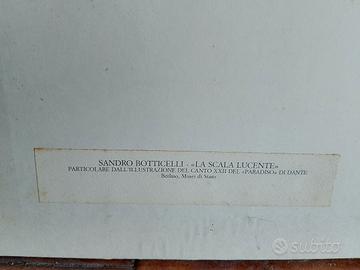 SANDRO BOTTICELLI - «LA SCALA LUCENTE»
PARTICOLARE DALL'ILLUSTRAZIONE DEL CANTO XXII DEL «PARADISO» DI DANTE
Berlino, Musei di Stato
subito